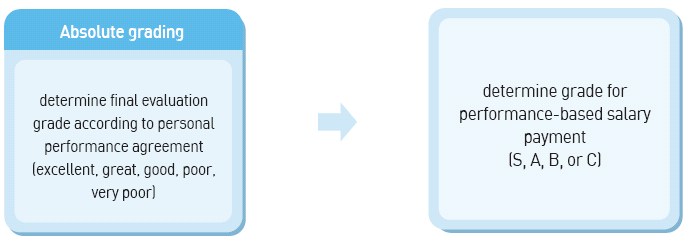 Absolute grading
determine final evaluation
grade according to personal
performance agreement
(excellent, great, good, poor,
very poor)
determine grade for
performance-based salary
payment
(S, A, B, or C)